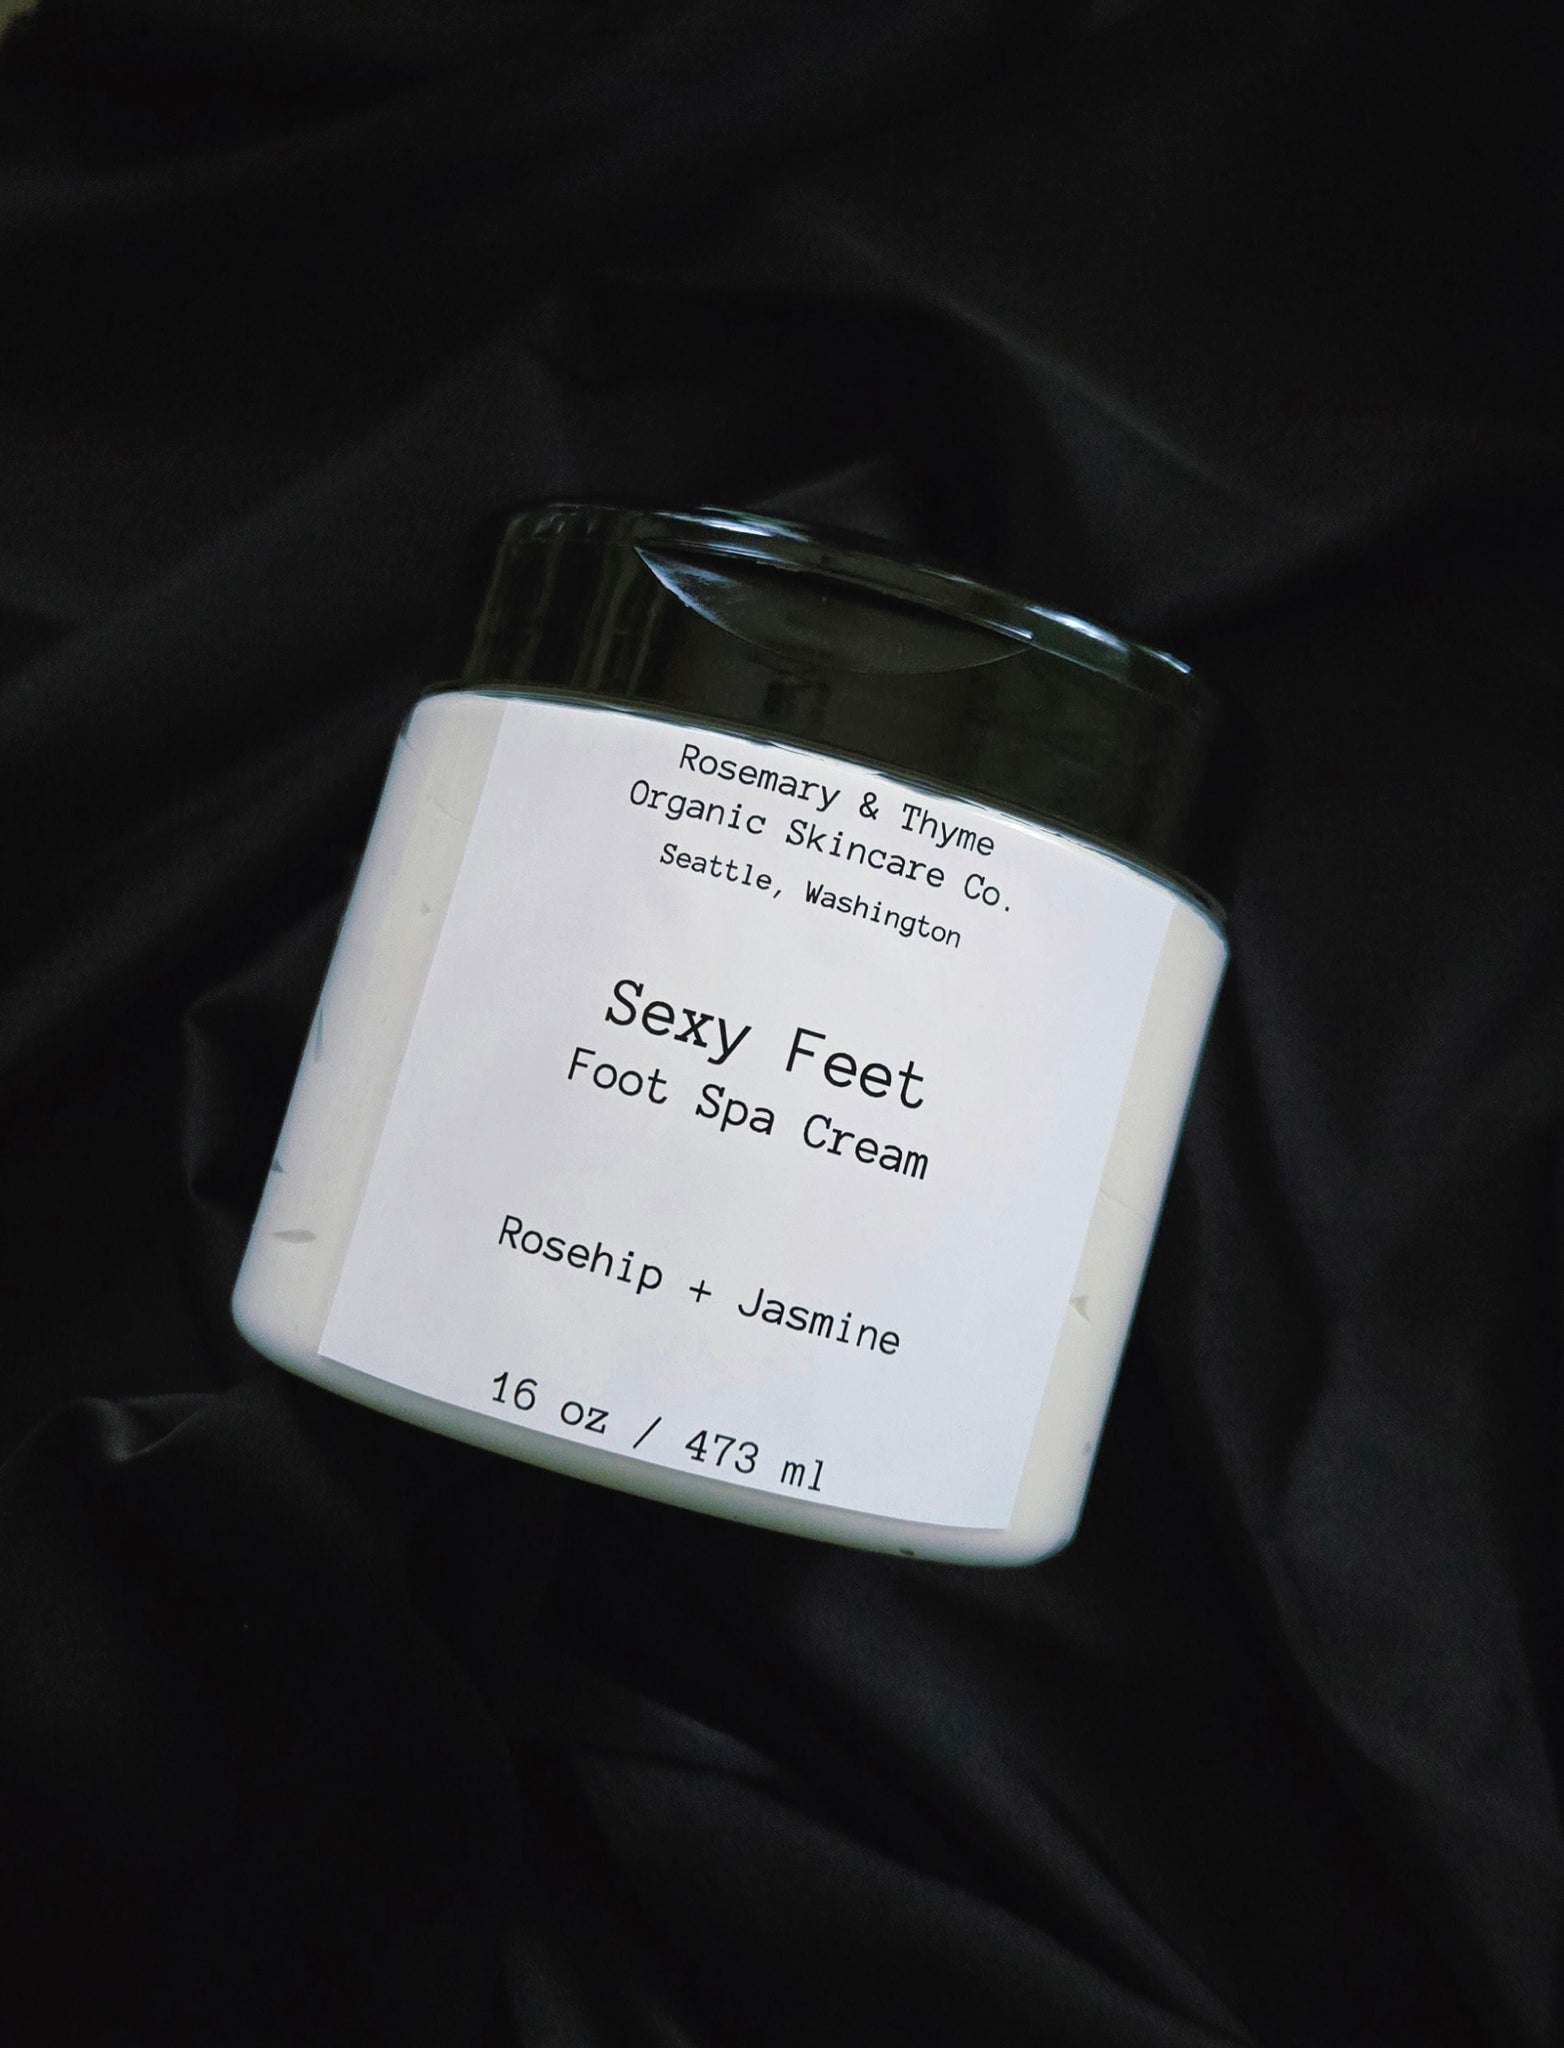 Rosemary & Thyme
Organic Skincare Co.
Seattle, Washington
Sexy Feet
Foot Spa Cream
Rosehip + Jasmine
16 oz / 473 ml